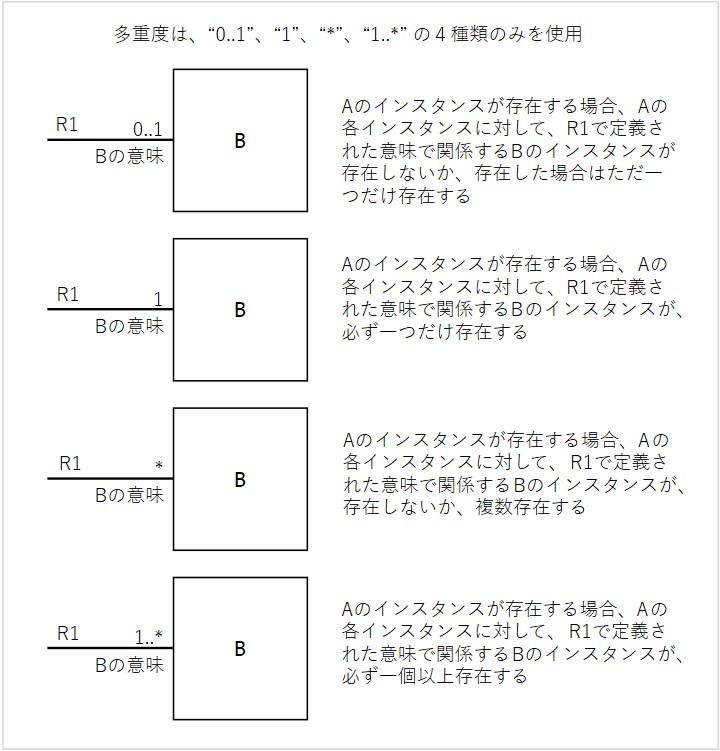 多重度は、“0..1”、“1”、“*”、“1..*” の４種類のみを使用
R1
0..1
Bの意味
B
Aのインスタンスが存在する場合、Aの
各インスタンスに対して、R1で定義さ
れた意味で関係するBのインスタンスが
存在しないか、存在した場合はただ一
つだけ存在する
R1
1
Bの意味
B
Aのインスタンスが存在する場合、Aの
各インスタンスに対して、R1で定義さ
れた意味で関係するBのインスタンスが、
必ず一つだけ存在する
R1
*
Bの意味
B
Aのインスタンスが存在する場合、Aの
各インスタンスに対して、R1で定義さ
れた意味で関係するBのインスタンスが、
存在しないか、複数存在する
R1
1..*
Bの意味
B
Aのインスタンスが存在する場合、Aの
各インスタンスに対して、R1で定義さ
れた意味で関係するBのインスタンスが、
必ず一個以上存在する